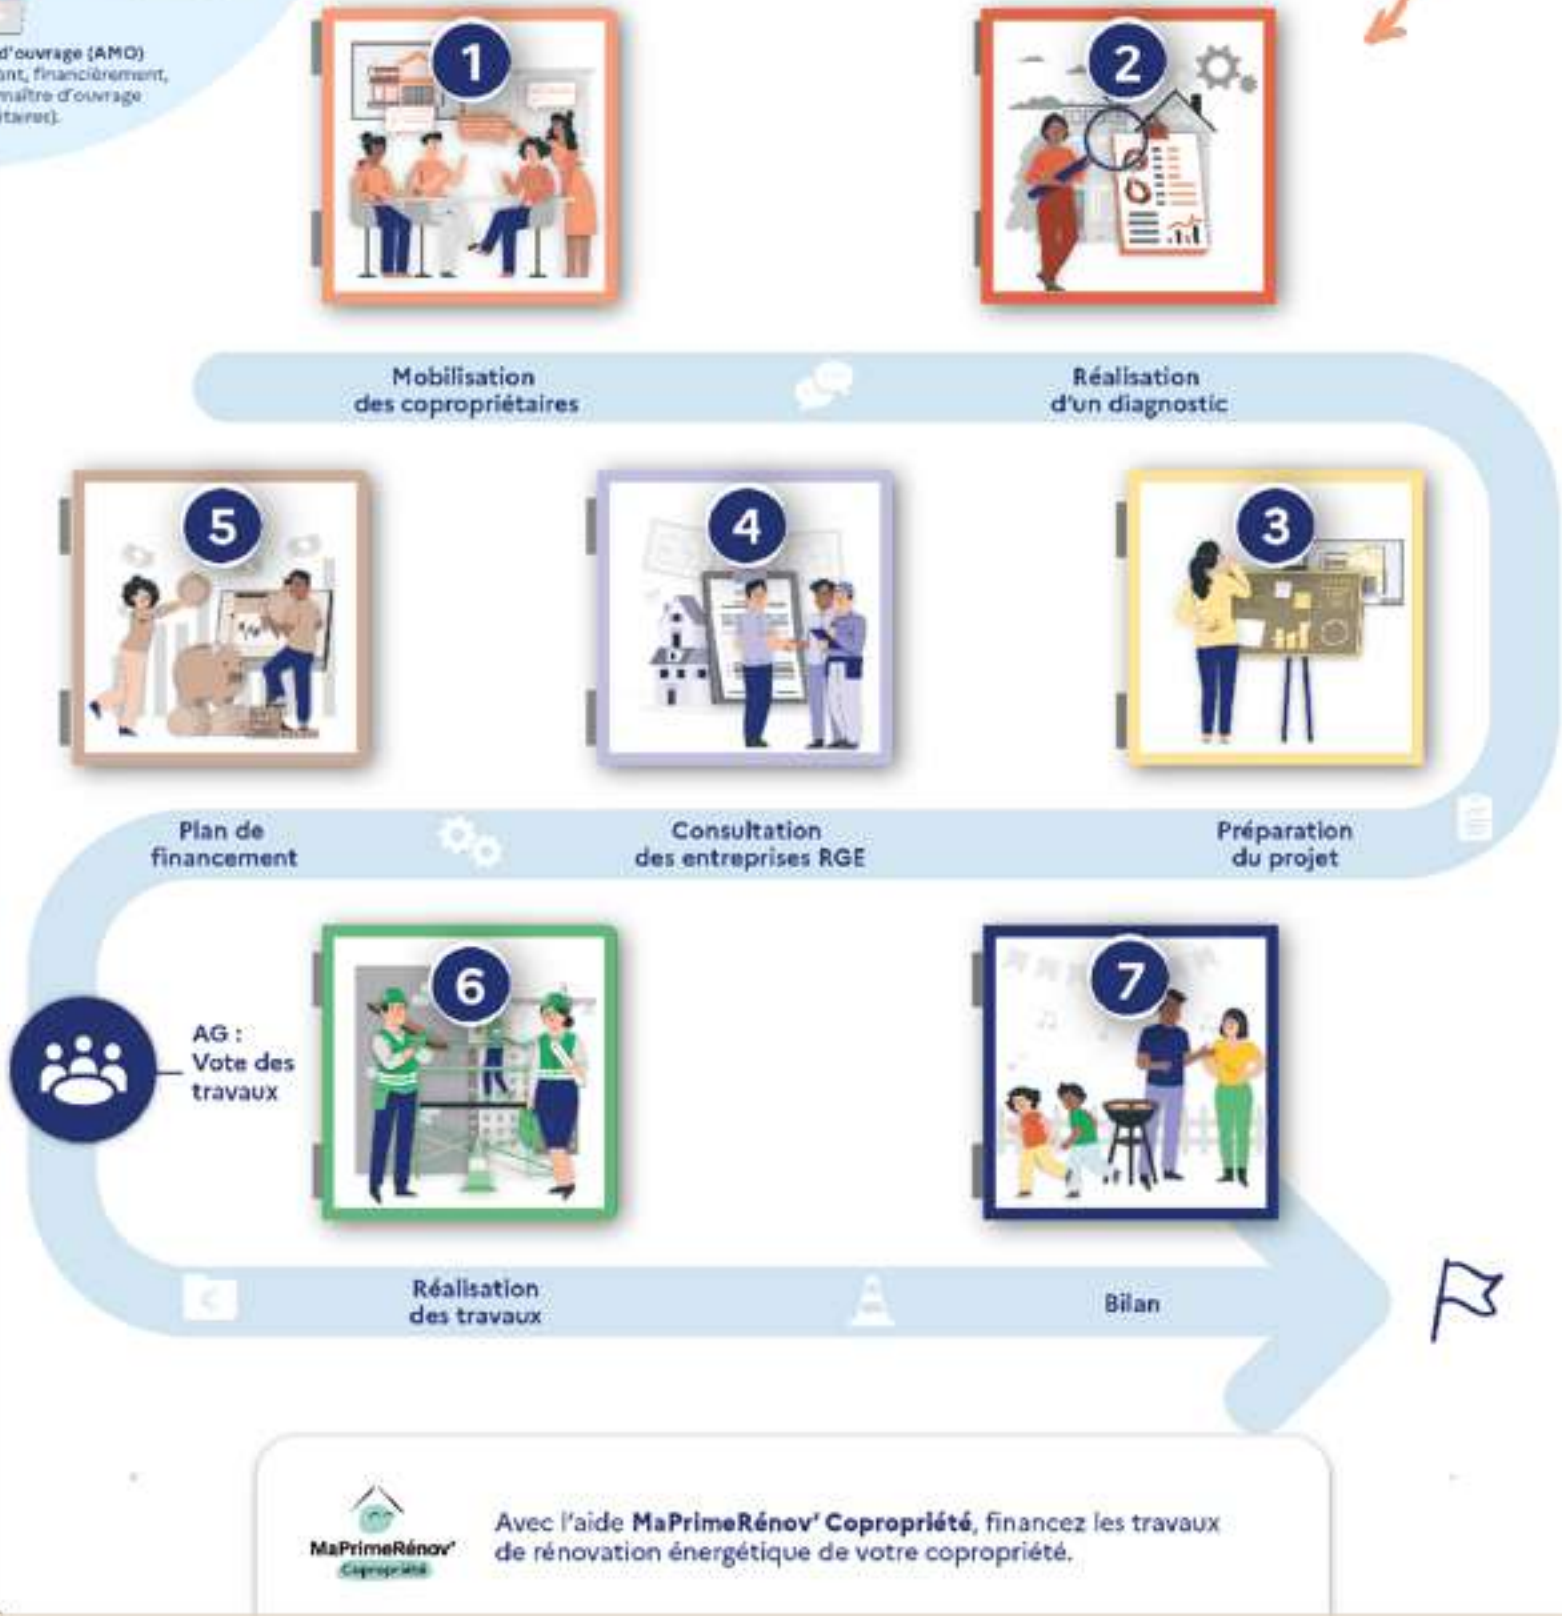 d'ouvrage (AMO)
ant, financièrement,
maître d'ouvrage
itaires).
1
2
Mobilisation
des copropriétaires
Réalisation
d'un diagnostic
3
4
5
Préparation
du projet
Consultation
des entreprises RGE
Plan de
financement
AG :
Vote des
travaux
6
7
Réalisation
des travaux
Bilan
MaPrimeRénov'
Copropriété
Avec l'aide MaPrimeRénov' Copropriété, financez les travaux
de rénovation énergétique de votre copropriété.